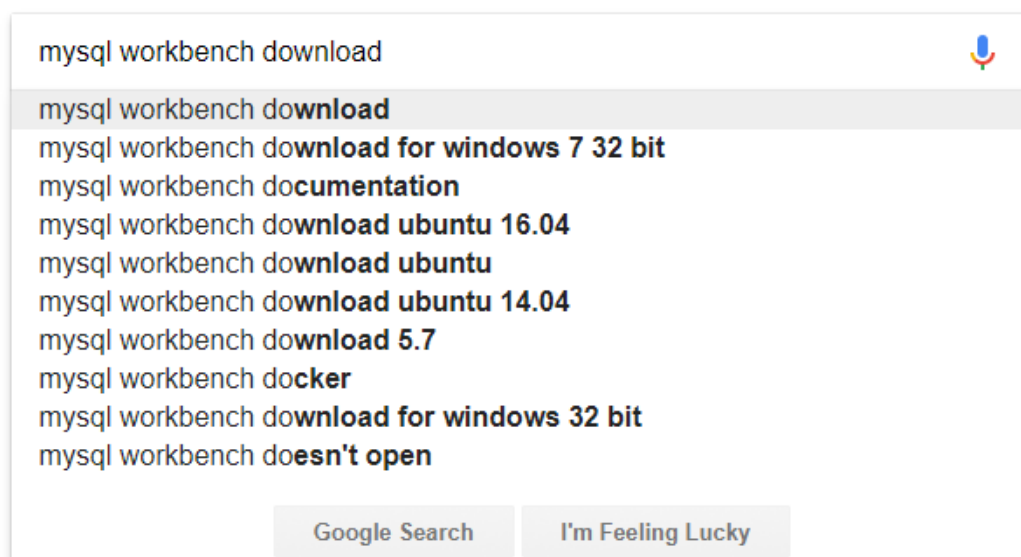 mysql workbench download
mysql workbench download
mysql workbench download for windows 7 32 bit
mysql workbench documentation
mysql workbench download ubuntu 16.04
mysql workbench download ubuntu
mysql workbench download ubuntu 14.04
mysql workbench download 5.7
mysql workbench docker
mysql workbench download for windows 32 bit
mysql workbench doesn't open
Google Search I'm Feeling Lucky